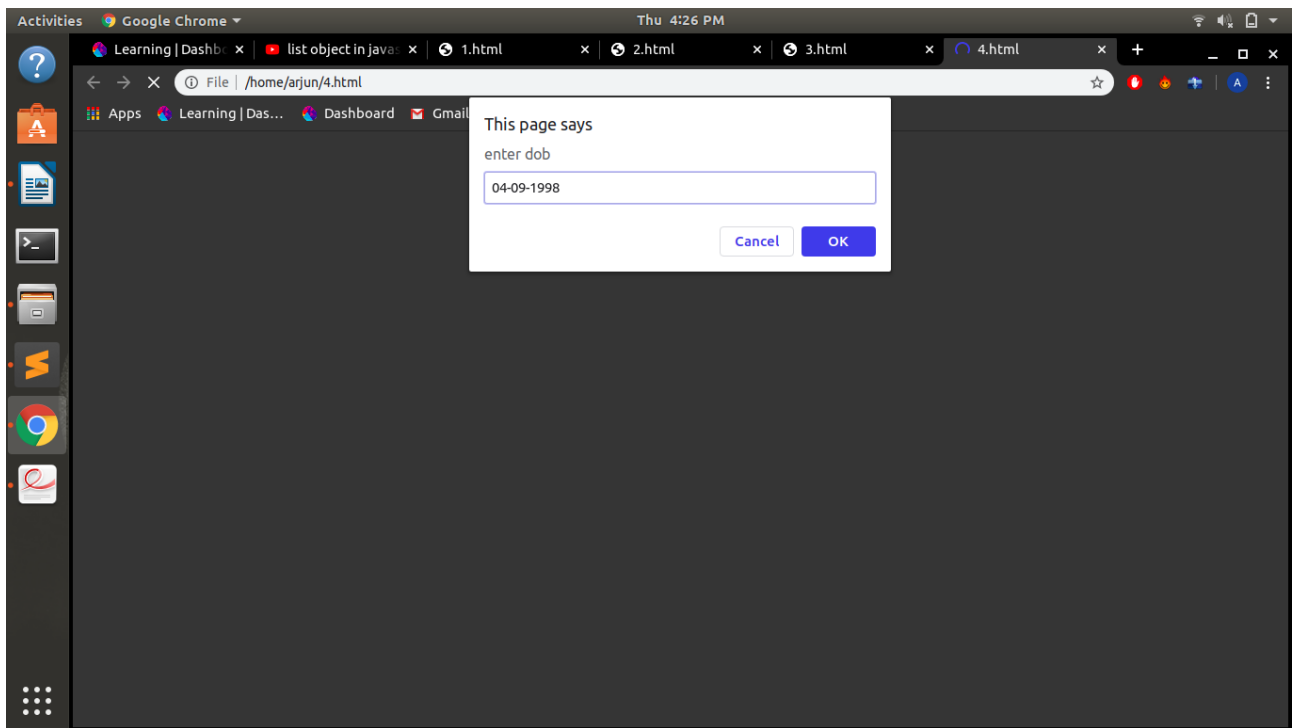 Activities Google Chrome Thu 4:26 PM
Learning | Dashbo list object in javas 1.html 2.html 3.html 4.html
File /home/arjun/4.html A
Apps Learning | Das... Dashboard Gmail
This page says
enter dob
04-09-1998
Cancel OK